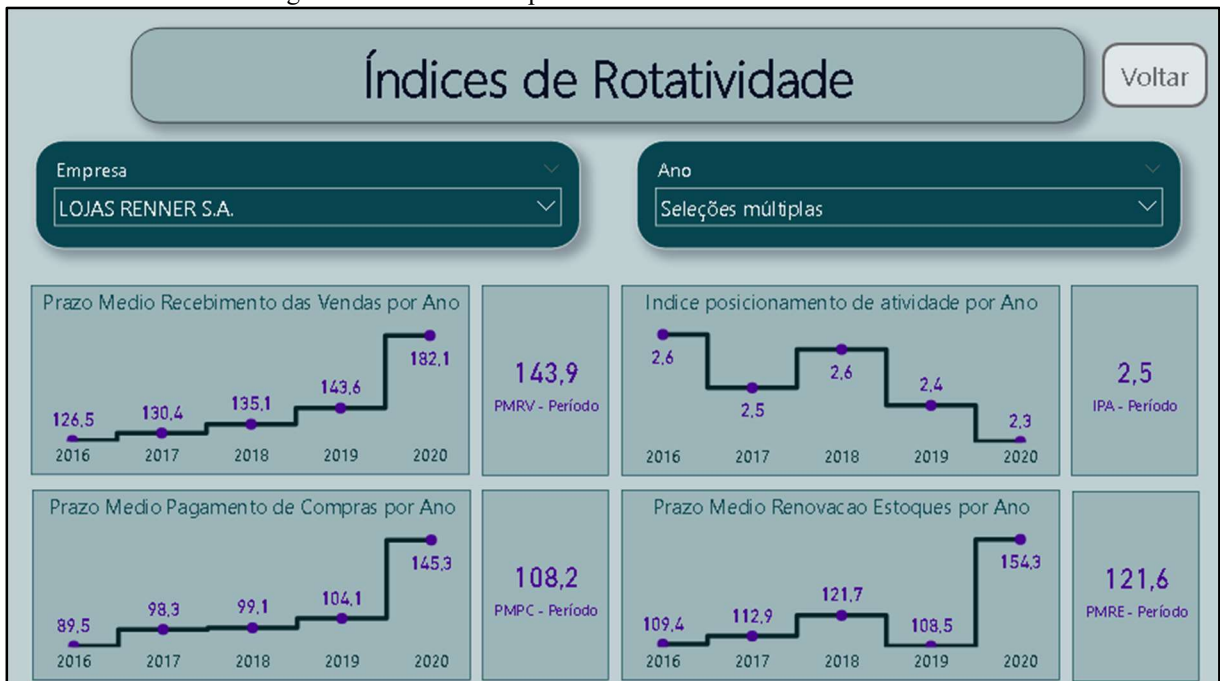 Índices de Rotatividade
Voltar
Empresa
LOJAS RENNER S.A.
Ano
Seleções múltiplas
Prazo Medio Recebimento das Vendas por Ano
126,5
130,4
135,1
143,6
182,1
2016 2017 2018 2019 2020
143,9
PMRV - Período
Indice posicionamento de atividade por Ano
2,6
2,5
2,6
2,4
2,3
2016 2017 2018 2019 2020
2,5
IPA - Período
Prazo Medio Pagamento de Compras por Ano
89,5
98,3
99,1
104,1
145,3
2016 2017 2018 2019 2020
108,2
PMPC - Período
Prazo Medio Renovacao Estoques por Ano
109,4
112,9
121,7
108,5
154,3
2016 2017 2018 2019 2020
121,6
PMRE - Período